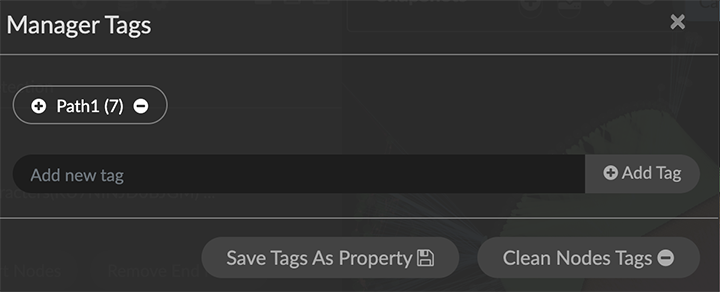 Manager Tags
Path1 (7)
Add new tag
Add Tag
Save Tags As Property
Clean Nodes Tags